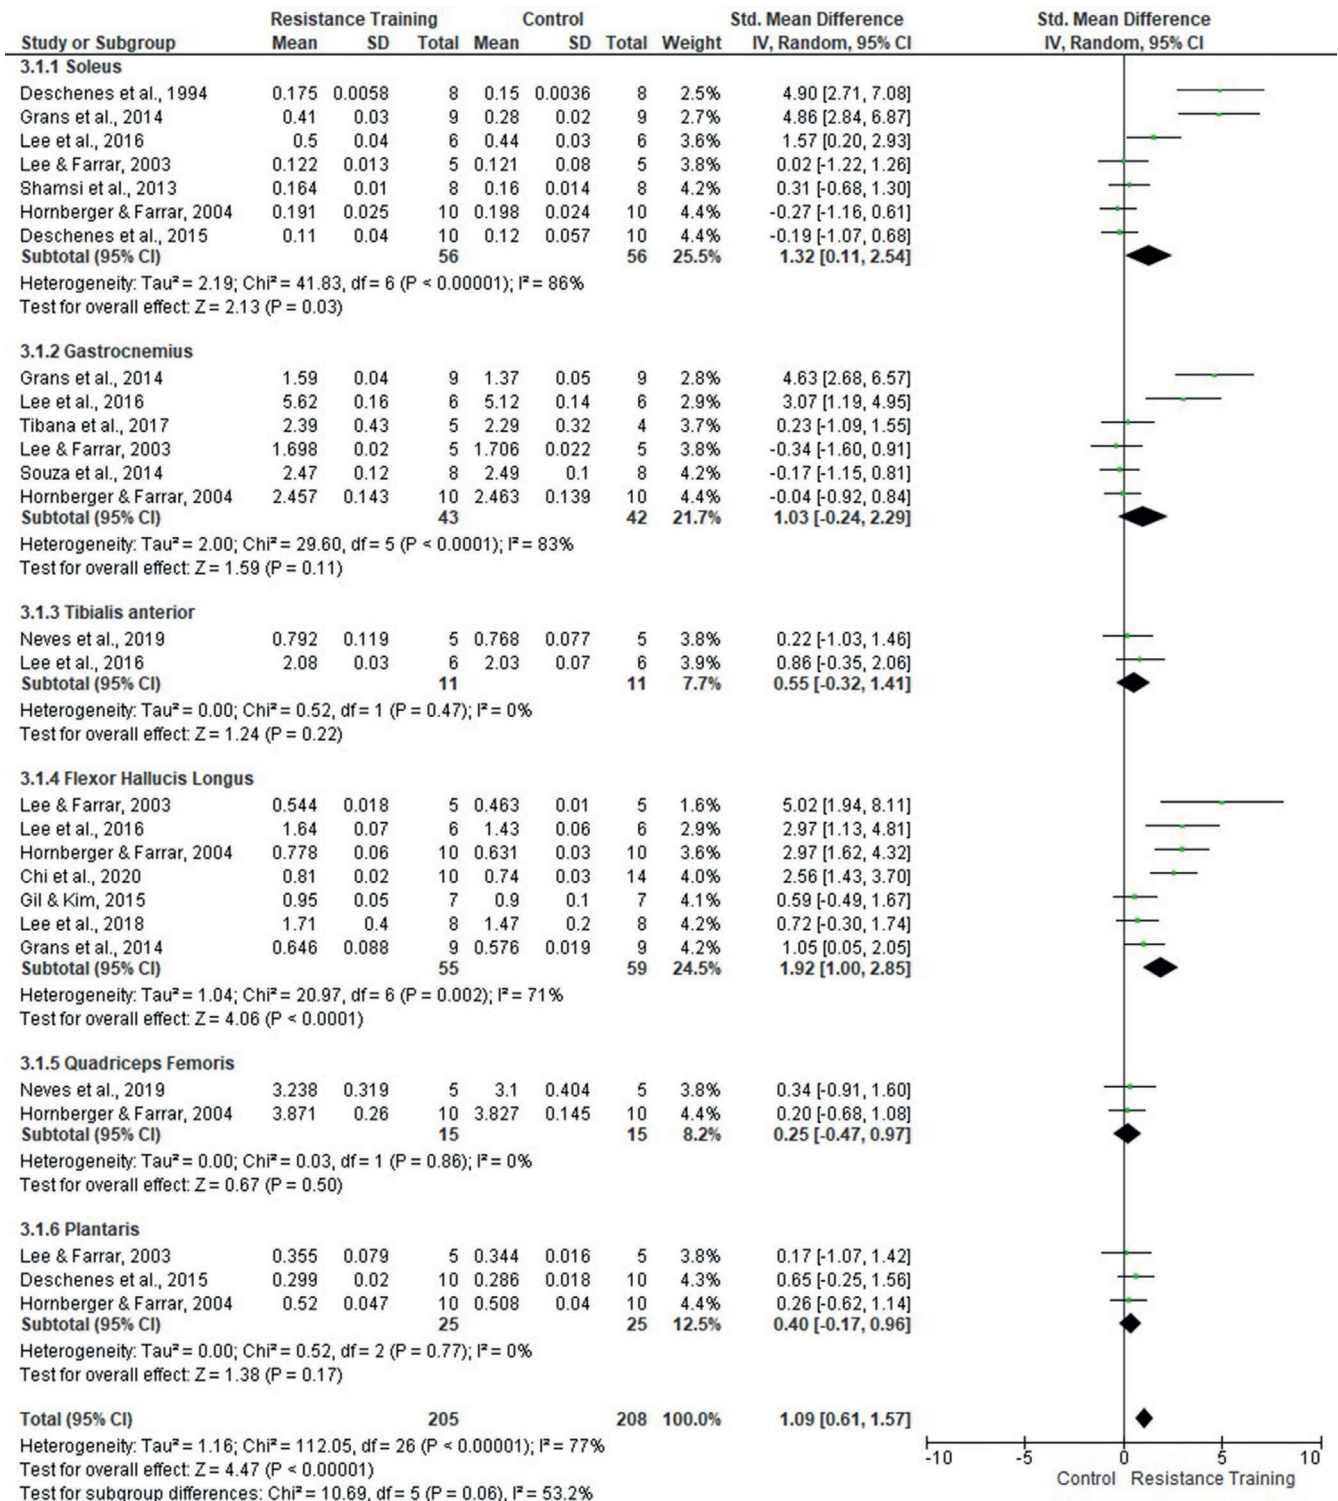 Resistance Training Control Std. Mean Difference Std. Mean Difference
Study or Subgroup Mean SD Total Mean SD Total Weight IV, Random, 95% CI IV, Random, 95% CI
3.1.1 Soleus
Deschenes et al., 1994 0.175 0.0058 8 0.15 0.0036 8 2.5% 4.90 [2.71, 7.08]
Grans et al., 2014 0.41 0.03 9 0.28 0.02 9 2.7% 4.86 [2.84, 6.87]
Lee et al., 2016 0.5 0.04 6 0.44 0.03 6 3.6% 1.57 [0.20, 2.93]
Lee & Farrar, 2003 0.122 0.013 5 0.121 0.08 5 3.8% 0.02 [-1.22, 1.26]
Shamsi et al., 2013 0.164 0.01 8 0.16 0.014 8 4.2% 0.31 [-0.68, 1.30]
Hornberger & Farrar, 2004 0.191 0.025 10 0.198 0.024 10 4.4% -0.27 [-1.16, 0.61]
Deschenes et al., 2015 0.11 0.04 10 0.12 0.057 10 4.4% -0.19 [-1.07, 0.68]
Subtotal (95% CI) 56 56 25.5% 1.32 [0.11, 2.54]
Heterogeneity: Tau² = 2.19; Chi² = 41.83, df = 6 (P < 0.00001); I² = 86%
Test for overall effect: Z = 2.13 (P = 0.03)
3.1.2 Gastrocnemius
Grans et al., 2014 1.59 0.04 9 1.37 0.05 9 2.8% 4.63 [2.68, 6.57]
Lee et al., 2016 5.62 0.16 6 5.12 0.14 6 2.9% 3.07 [1.19, 4.95]
Tibana et al., 2017 2.39 0.43 5 2.29 0.32 4 3.7% 0.23 [-1.09, 1.55]
Lee & Farrar, 2003 1.698 0.02 5 1.706 0.022 5 3.8% -0.34 [-1.60, 0.91]
Souza et al., 2014 2.47 0.12 8 2.49 0.1 8 4.2% -0.17 [-1.15, 0.81]
Hornberger & Farrar, 2004 2.457 0.143 10 2.463 0.139 10 4.4% -0.04 [-0.92, 0.84]
Subtotal (95% CI) 43 42 21.7% 1.03 [-0.24, 2.29]
Heterogeneity: Tau² = 2.00; Chi² = 29.60, df = 5 (P < 0.0001); I² = 83%
Test for overall effect: Z = 1.59 (P = 0.11)
3.1.3 Tibialis anterior
Neves et al., 2019 0.792 0.119 5 0.768 0.077 5 3.8% 0.22 [-1.03, 1.46]
Lee et al., 2016 2.08 0.03 6 2.03 0.07 6 3.9% 0.86 [-0.35, 2.06]
Subtotal (95% CI) 11 11 7.7% 0.55 [-0.32, 1.41]
Heterogeneity: Tau² = 0.00; Chi² = 0.52, df = 1 (P = 0.47); I² = 0%
Test for overall effect: Z = 1.24 (P = 0.22)
3.1.4 Flexor Hallucis Longus
Lee & Farrar, 2003 0.544 0.018 5 0.463 0.01 5 1.6% 5.02 [1.94, 8.11]
Lee et al., 2016 1.64 0.07 6 1.43 0.06 6 2.9% 2.97 [1.13, 4.81]
Hornberger & Farrar, 2004 0.778 0.06 10 0.631 0.03 10 3.6% 2.97 [1.62, 4.32]
Chi et al., 2020 0.81 0.02 10 0.74 0.03 14 4.0% 2.56 [1.43, 3.70]
Gil & Kim, 2015 0.95 0.05 7 0.9 0.1 7 4.1% 0.59 [-0.49, 1.67]
Lee et al., 2018 1.71 0.4 8 1.47 0.2 8 4.2% 0.72 [-0.30, 1.74]
Grans et al., 2014 0.646 0.088 9 0.576 0.019 9 4.2% 1.05 [0.05, 2.05]
Subtotal (95% CI) 55 59 24.5% 1.92 [1.00, 2.85]
Heterogeneity: Tau² = 1.04; Chi² = 20.97, df = 6 (P = 0.002); I² = 71%
Test for overall effect: Z = 4.06 (P < 0.0001)
3.1.5 Quadriceps Femoris
Neves et al., 2019 3.238 0.319 5 3.1 0.404 5 3.8% 0.34 [-0.91, 1.60]
Hornberger & Farrar, 2004 3.871 0.26 10 3.827 0.145 10 4.4% 0.20 [-0.68, 1.08]
Subtotal (95% CI) 15 15 8.2% 0.25 [-0.47, 0.97]
Heterogeneity: Tau² = 0.00; Chi² = 0.03, df = 1 (P = 0.86); I² = 0%
Test for overall effect: Z = 0.67 (P = 0.50)
3.1.6 Plantaris
Lee & Farrar, 2003 0.355 0.079 5 0.344 0.016 5 3.8% 0.17 [-1.07, 1.42]
Deschenes et al., 2015 0.299 0.02 10 0.286 0.018 10 4.3% 0.65 [-0.25, 1.56]
Hornberger & Farrar, 2004 0.52 0.047 10 0.508 0.04 10 4.4% 0.26 [-0.62, 1.14]
Subtotal (95% CI) 25 25 12.5% 0.40 [-0.17, 0.96]
Heterogeneity: Tau² = 0.00; Chi² = 0.52, df = 2 (P = 0.77); I² = 0%
Test for overall effect: Z = 1.38 (P = 0.17)
Total (95% CI) 205 208 100.0% 1.09 [0.61, 1.57]
Heterogeneity: Tau² = 1.16; Chi² = 112.05, df = 26 (P < 0.00001); I² = 77%
Test for overall effect: Z = 4.47 (P < 0.00001)
Test for subgroup differences: Chi² = 10.69, df = 5 (P = 0.06), I² = 53.2%
-10 -5 0 5 10
Control Resistance Training